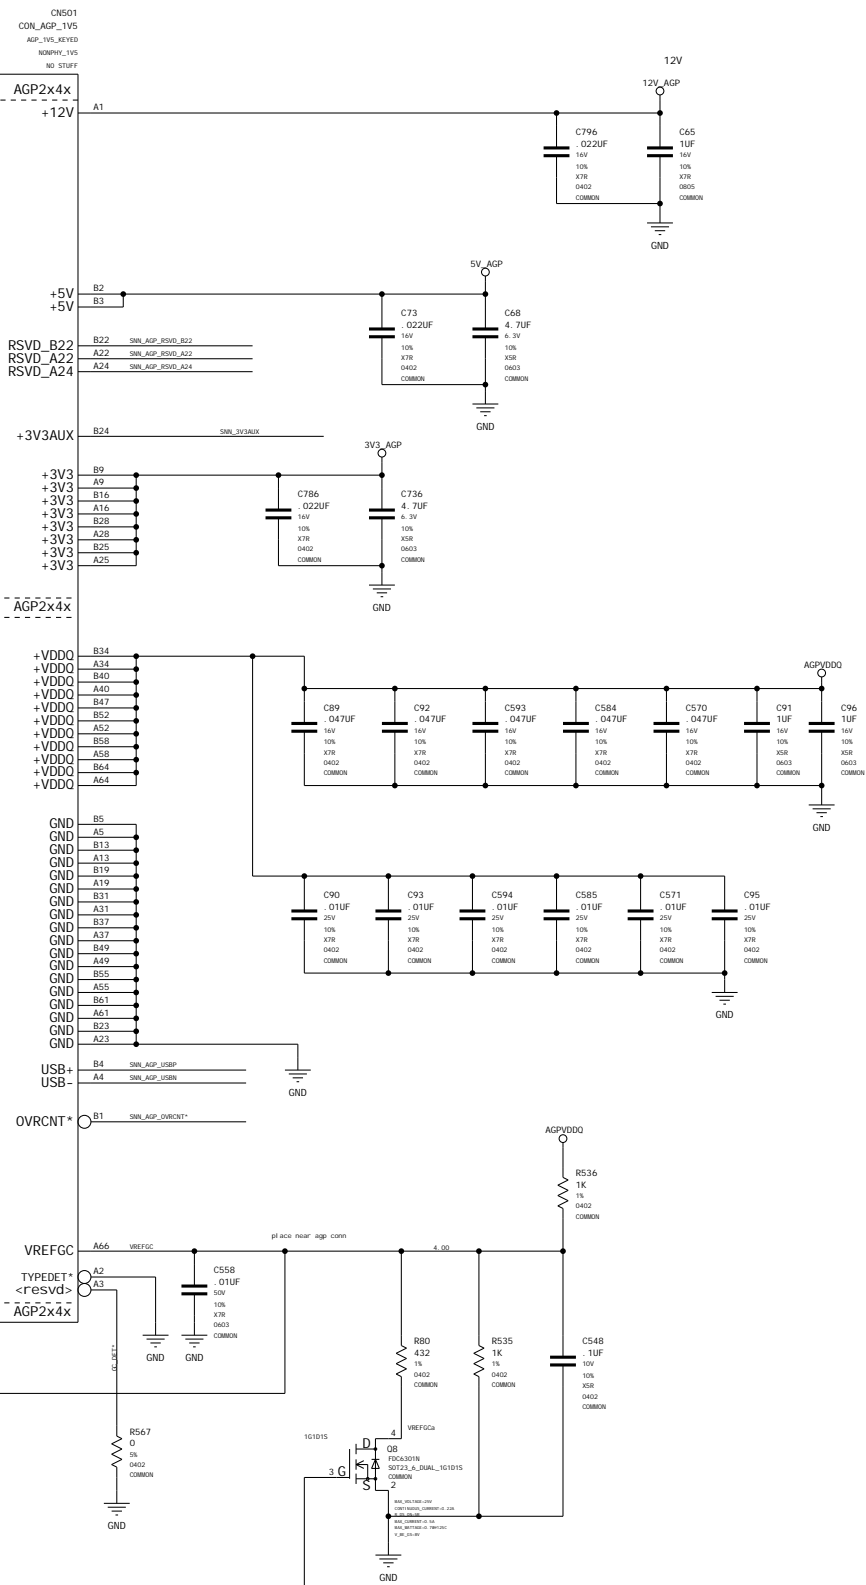 CN501
CON_AGP_1V5
AGP_1V5_KEYED
NONPHY_1V5
NO STUFF
AGP2x4x
+12V A1
12V
12V_AGP
C796
.022UF
16V
10%
X7R
0402
COMMON
C65
1UF
16V
10%
X7R
0805
COMMON
GND
5V_AGP
+5V B2
+5V B3
C73
.022UF
16V
10%
X7R
0402
COMMON
C68
4.7UF
6.3V
10%
X5R
0603
COMMON
GND
RSVD_B22 B22 SNN_AGP_RSVD_B22
RSVD_A22 A22 SNN_AGP_RSVD_A22
RSVD_A24 A24 SNN_AGP_RSVD_A24
+3V3AUX B24 SNN_3V3AUX
3V3_AGP
+3V3 B9
+3V3 A9
+3V3 B16
+3V3 A16
+3V3 B28
+3V3 A28
+3V3 B25
+3V3 A25
C786
.022UF
16V
10%
X7R
0402
COMMON
C736
4.7UF
6.3V
10%
X5R
0603
COMMON
GND
AGP2x4x
+VDDQ B34
+VDDQ A34
+VDDQ B40
+VDDQ A40
+VDDQ B47
+VDDQ B52
+VDDQ A52
+VDDQ B58
+VDDQ A58
+VDDQ B64
+VDDQ A64
AGPVDDQ
C89
.047UF
16V
10%
X7R
0402
COMMON
C92
.047UF
16V
10%
X7R
0402
COMMON
C593
.047UF
16V
10%
X7R
0402
COMMON
C584
.047UF
16V
10%
X7R
0402
COMMON
C570
.047UF
16V
10%
X7R
0402
COMMON
C91
1UF
16V
10%
X5R
0603
COMMON
C96
1UF
16V
10%
X5R
0603
COMMON
GND
GND B5
GND A5
GND B13
GND A13
GND B19
GND A19
GND B31
GND A31
GND B37
GND A37
GND B49
GND A49
GND B55
GND A55
GND B61
GND A61
GND B23
GND A23
C90
.01UF
25V
10%
X7R
0402
COMMON
C93
.01UF
25V
10%
X7R
0402
COMMON
C594
.01UF
25V
10%
X7R
0402
COMMON
C585
.01UF
25V
10%
X7R
0402
COMMON
C571
.01UF
25V
10%
X7R
0402
COMMON
C95
.01UF
25V
10%
X7R
0402
COMMON
GND
USB+ B4 SNN_AGP_USBP
USB- A4 SNN_AGP_USBN
GND
OVRCNT* B1 SNN_AGP_OVRCNT*
AGPVDDQ
R536
1K
1%
0402
COMMON
place near agp conn
VREFGC A66 VREFGC
4.00
TYPEDET* A2
<resvd> A3
AGP2x4x
C558
.01UF
50V
10%
X7R
0603
COMMON
GND
GND
GC_DET*
R80
432
1%
0402
COMMON
R535
1K
1%
0402
COMMON
C548
.1UF
10V
10%
X5R
0402
COMMON
R567
0
5%
0402
COMMON
GND
1G1D1S
VREFGCa
4
D
3 G
S
2
Q8
FDC6301N
SOT23_6_DUAL_1G1D1S
COMMON
MAX_VOLTAGE=25V
CONTINUOUS_CURRENT=0.22A
MAX_CURRENT=0.5A
GND